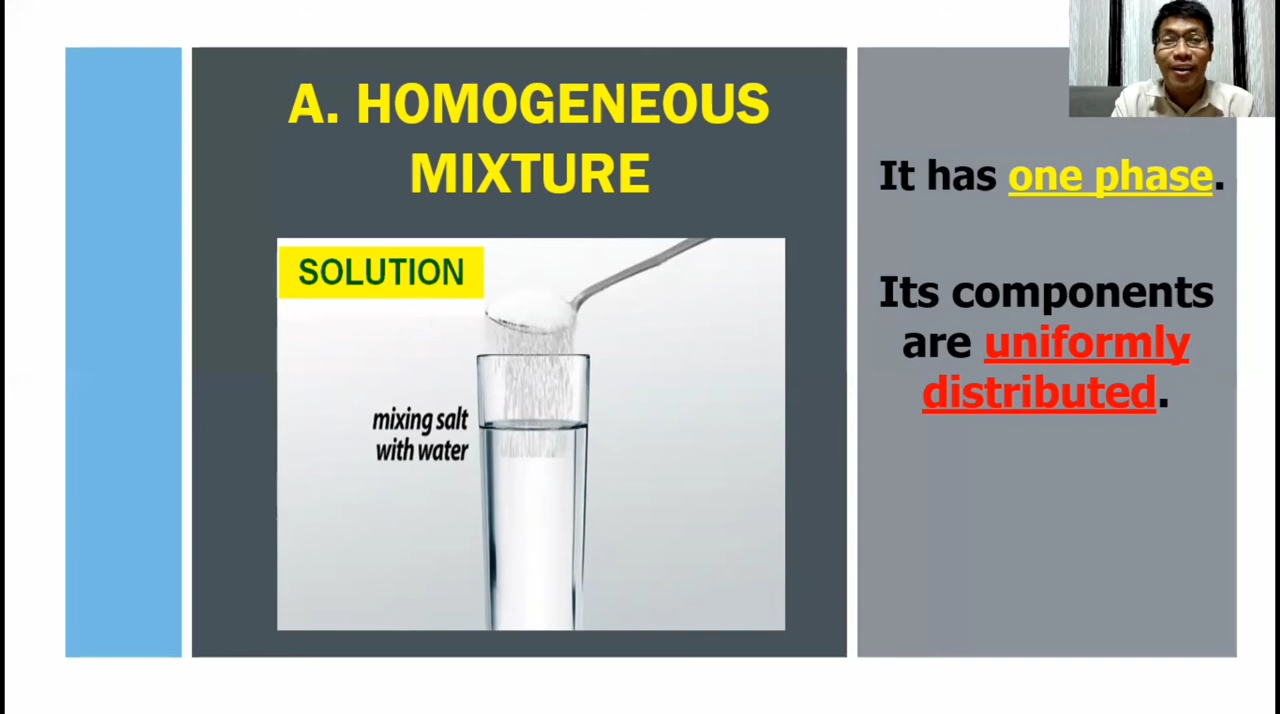 A. HOMOGENEOUS
MIXTURE
SOLUTION
mixing salt
with water
It has one phase.
Its components
are uniformly
distributed.